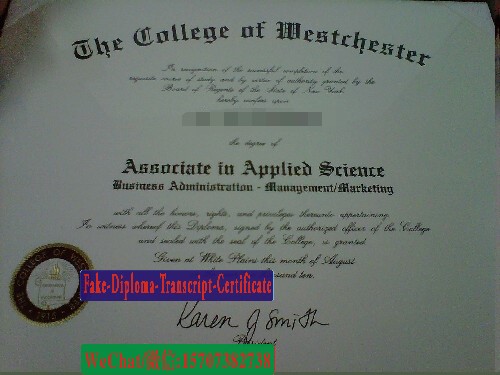 The College of Westchester
In recognition of the successful completion of the
requisite course of study and by virtue of authority granted by the
Board of Regents of the State of New York
hereby confers upon
the degree of
Associate in Applied Science
Business Administration - Management/Marketing
with all the honors, rights, and privileges thereunto appertaining.
In witness whereof this Diploma, signed by the authorized officer of the College
and sealed with the seal of the College, is granted.
Given at White Plains this month of August
Fake-Diploma-Transcript-Certificate
ten.
Karen J Smith
President
WeChat/微信:15707382738